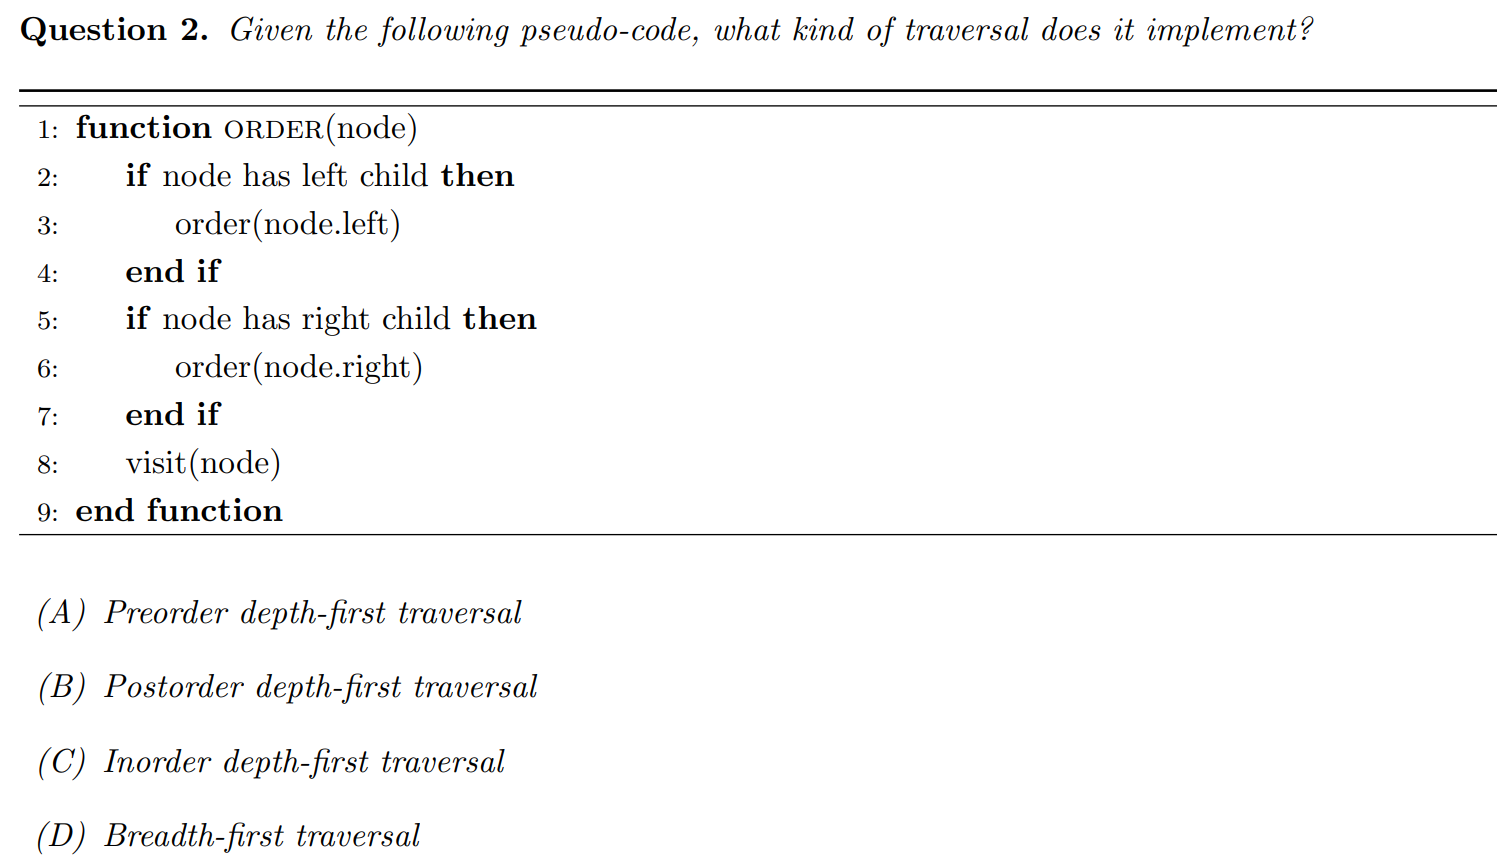 Question 2. Given the following pseudo-code, what kind of traversal does it implement?
1: function ORDER(node)
2: if node has left child then
3: order(node.left)
4: end if
5: if node has right child then
6: order(node.right)
7: end if
8: visit(node)
9: end function
(A) Preorder depth-first traversal
(B) Postorder depth-first traversal
(C) Inorder depth-first traversal
(D) Breadth-first traversal